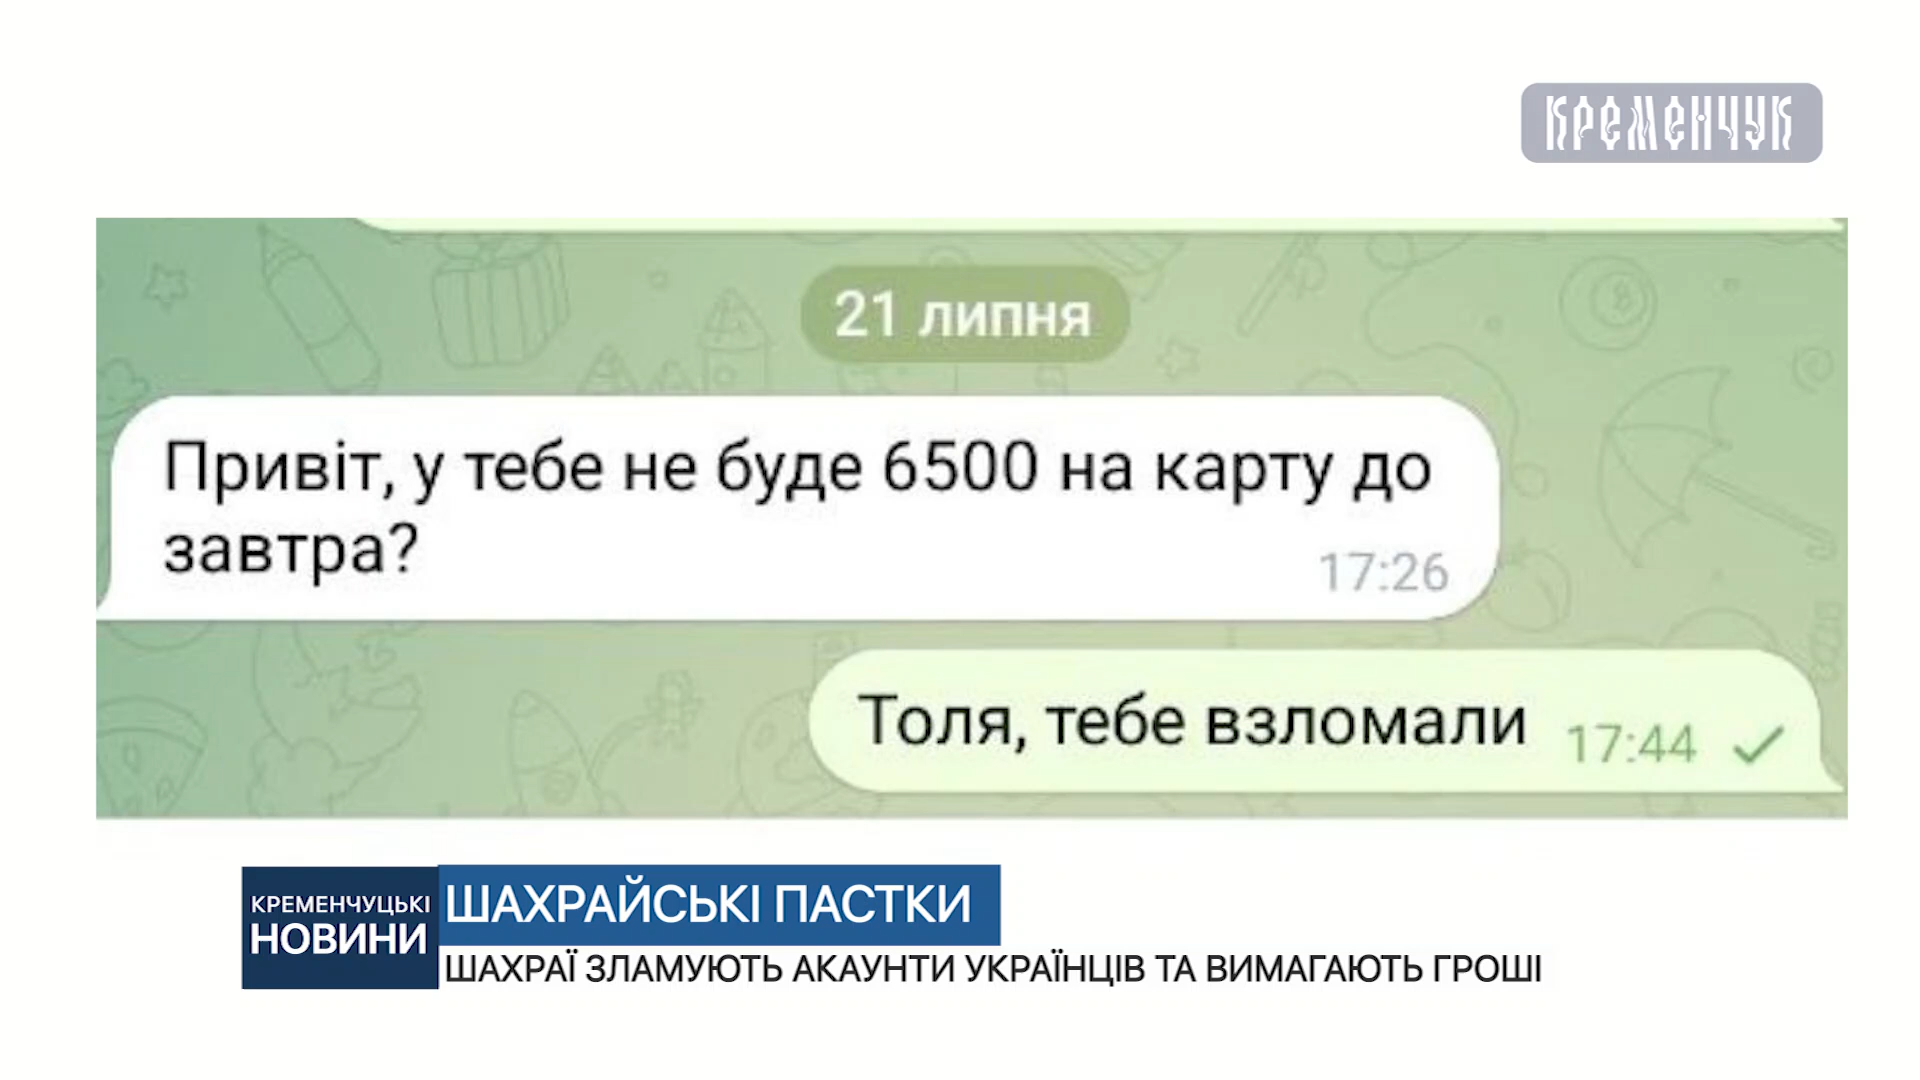 КРЕМЕНЧУК
21 липня
Привіт, у тебе не буде 6500 на карту до
завтра?
17:26
Толя, тебе взломали 17:44
КРЕМЕНЧУЦЬКІ
НОВИНИ
ШАХРАЙСЬКІ ПАСТКИ
ШАХРАЇ ЗЛАМУЮТЬ АКАУНТИ УКРАЇНЦІВ ТА ВИМАГАЮТЬ ГРОШІ